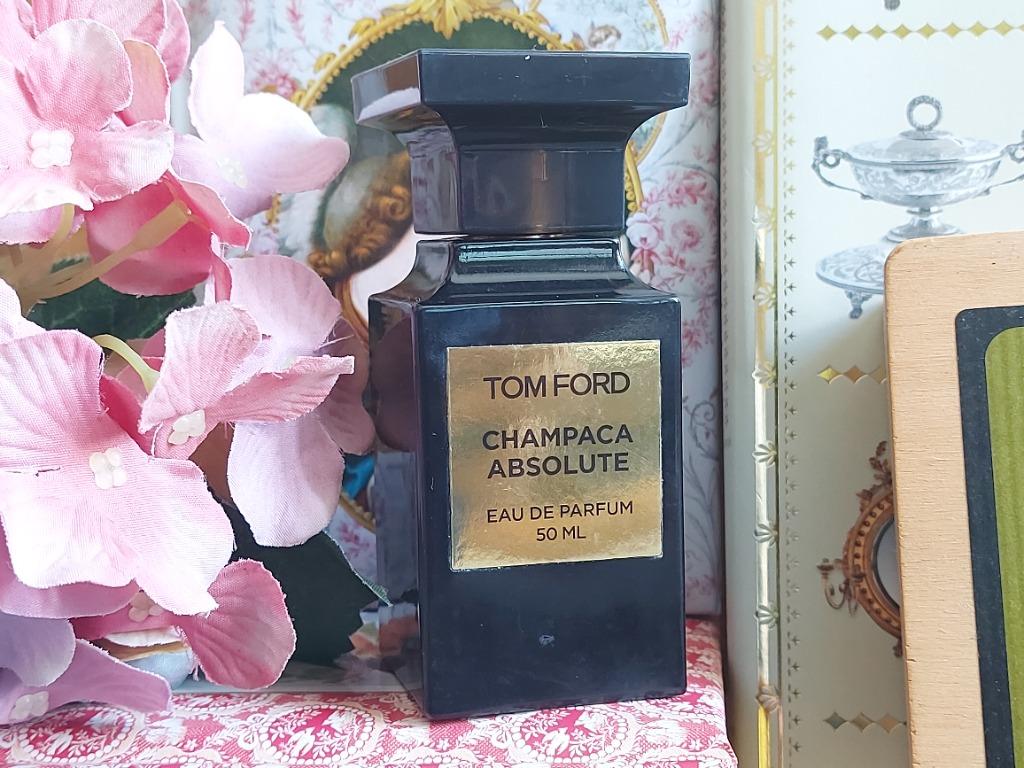 TOM FORD
CHAMPACA
ABSOLUTE
EAU DE PARFUM
50 ML